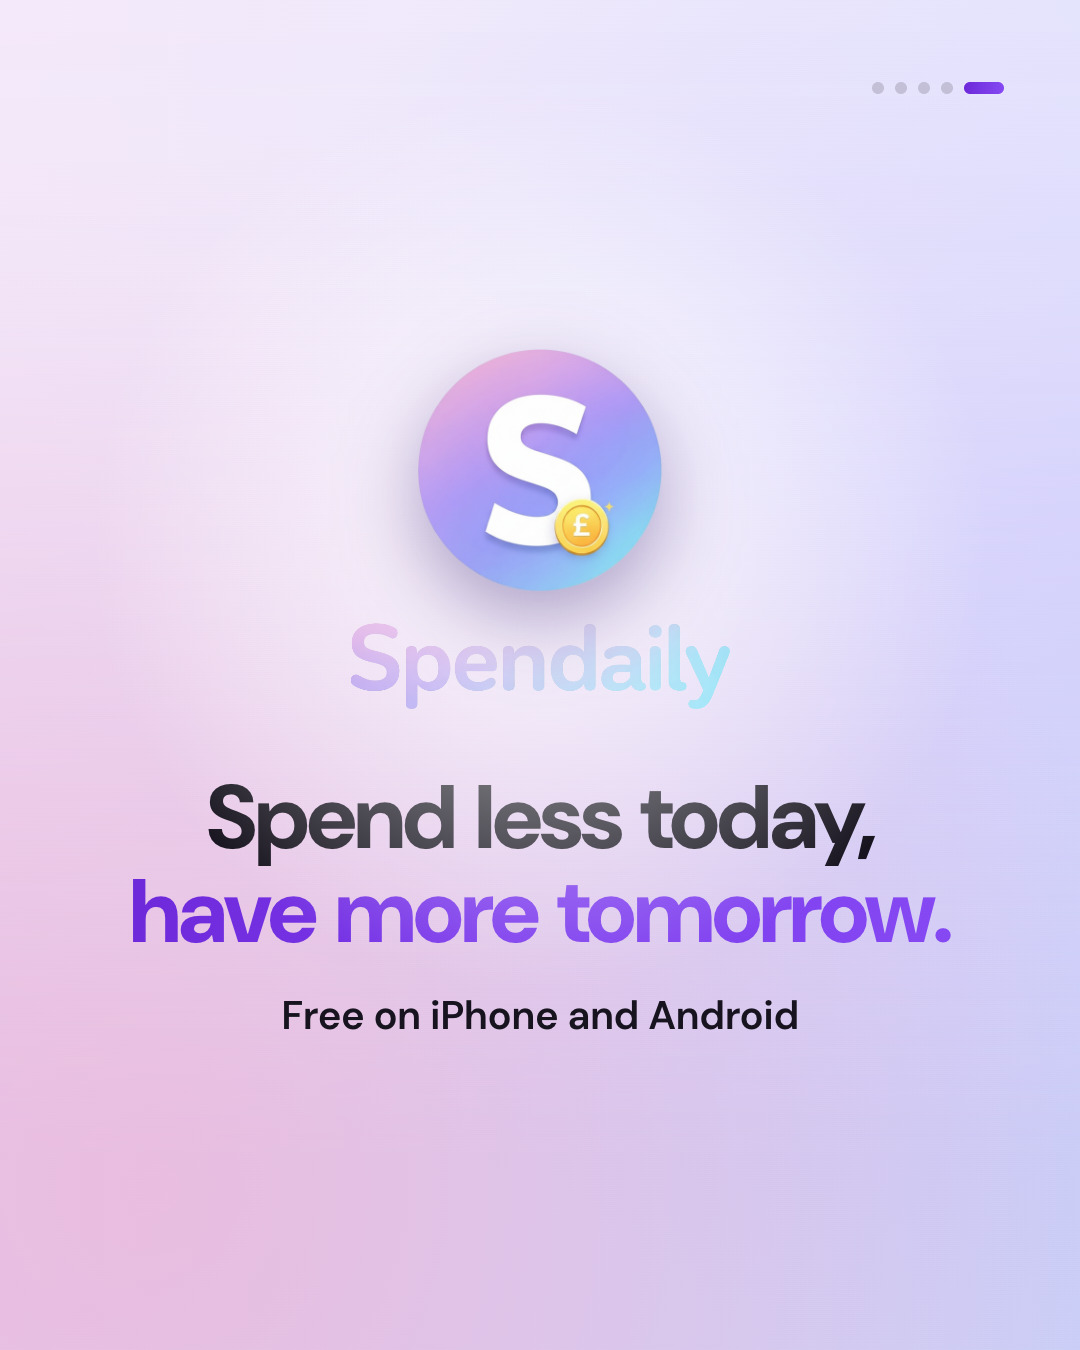 S
£
Spendaily
Spend less today,
have more tomorrow.
Free on iPhone and Android